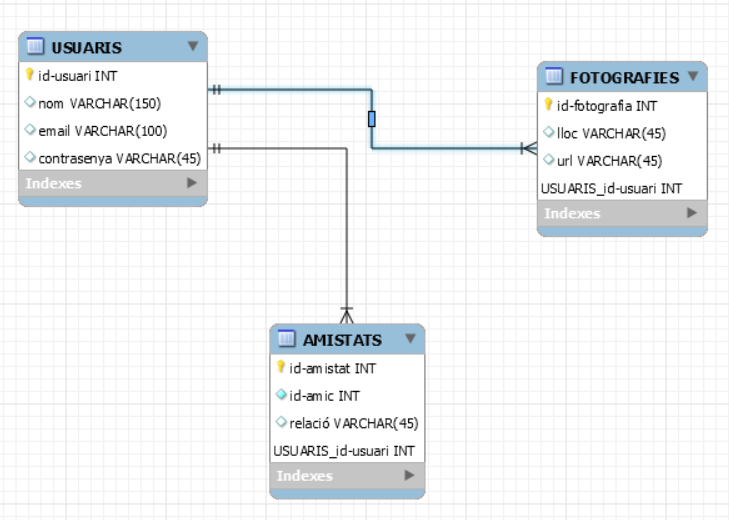 USUARIS
id-usuari INT
nom VARCHAR(150)
email VARCHAR(100)
contrasenya VARCHAR(45)
Indexes
FOTOGRAFIES
id-fotografia INT
lloc VARCHAR(45)
url VARCHAR(45)
USUARIS_id-usuari INT
Indexes
AMISTATS
id-amistat INT
id-amic INT
relació VARCHAR(45)
USUARIS_id-usuari INT
Indexes